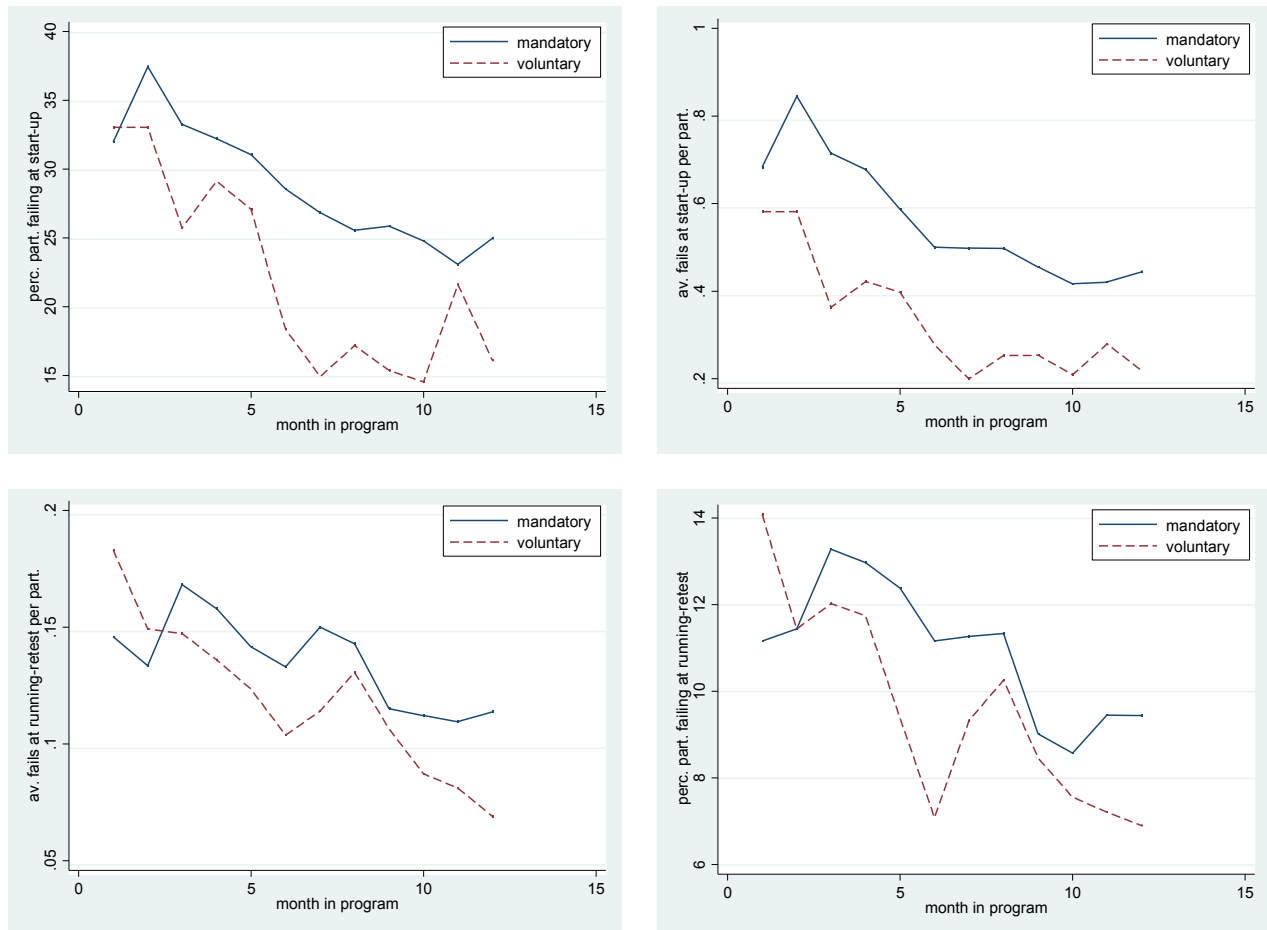 perc. part. failing at start-up
40
35
30
25
20
15
mandatory
voluntary
0
5
10
15
month in program
av. fails at start-up per part.
1
.8
.6
.4
.2
mandatory
voluntary
0
5
10
15
month in program
av. fails at running-retest per part.
.2
.15
.1
.05
mandatory
voluntary
0
5
10
15
month in program
perc. part. failing at running-retest
14
12
10
8
6
mandatory
voluntary
0
5
10
15
month in program